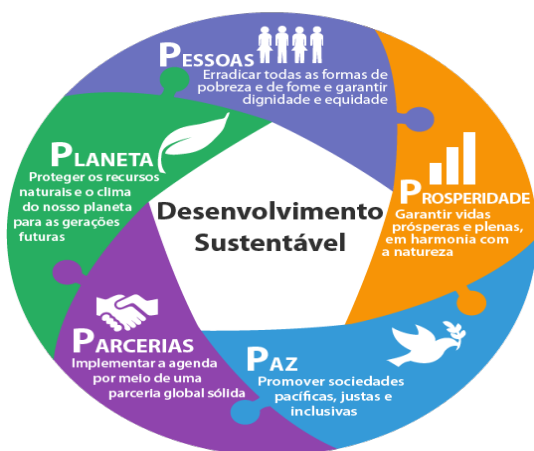 PESSOAS
Erradicar todas as formas de
pobreza e de fome e garantir
dignidade e equidade
PROSPERIDADE
Garantir vidas
prósperas e plenas,
em harmonia com
a natureza
PAZ
Promover sociedades
pacíficas, justas e
inclusivas
PARCERIAS
Implementar a agenda
por meio de uma
parceria global sólida
PLANETA
Proteger os recursos
naturais e o clima
do nosso planeta
para as gerações
futuras
Desenvolvimento
Sustentável